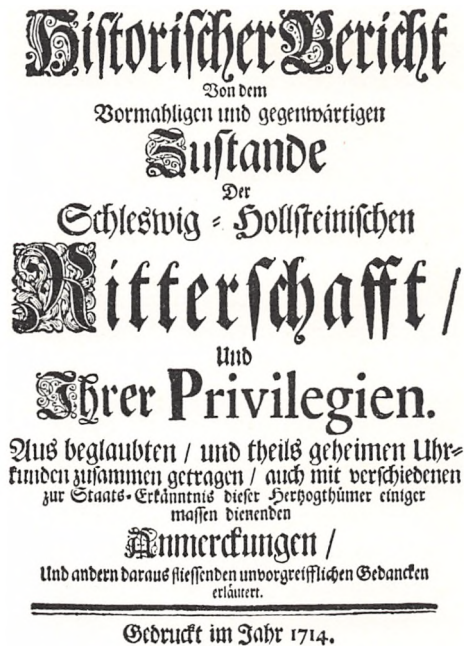 Historischer Bericht
Von dem
Vormahligen und gegenwärtigen
Zustande
Der
Schleswig - Hollsteinischen
Ritterschafft /
Und
Ihrer Privilegien.
Aus beglaubten / und theils geheimen Uhr-
kunden zusammen getragen / auch mit verschiedenen
zur Staats-Erkänntnis dieser Hertzogthümer einiger
massen dienenden
Anmerckungen /
Und andern daraus fliessenden unvorgreifflichen Gedancken
erläutert.
Gedruckt im Jahr 1714.